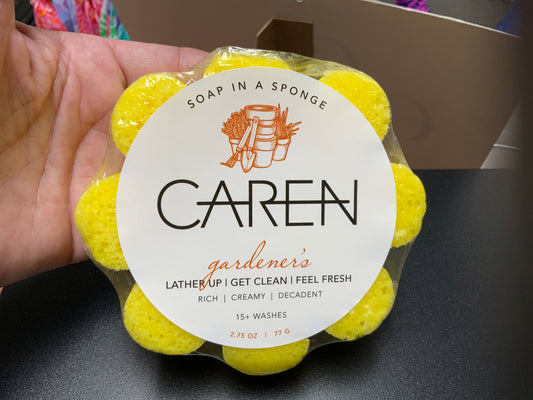 SOAP IN A SPONGE
CAREN
gardener's
LATHER UP | GET CLEAN | FEEL FRESH
RICH | CREAMY | DECADENT
15+ WASHES
2.75 OZ | 77 G